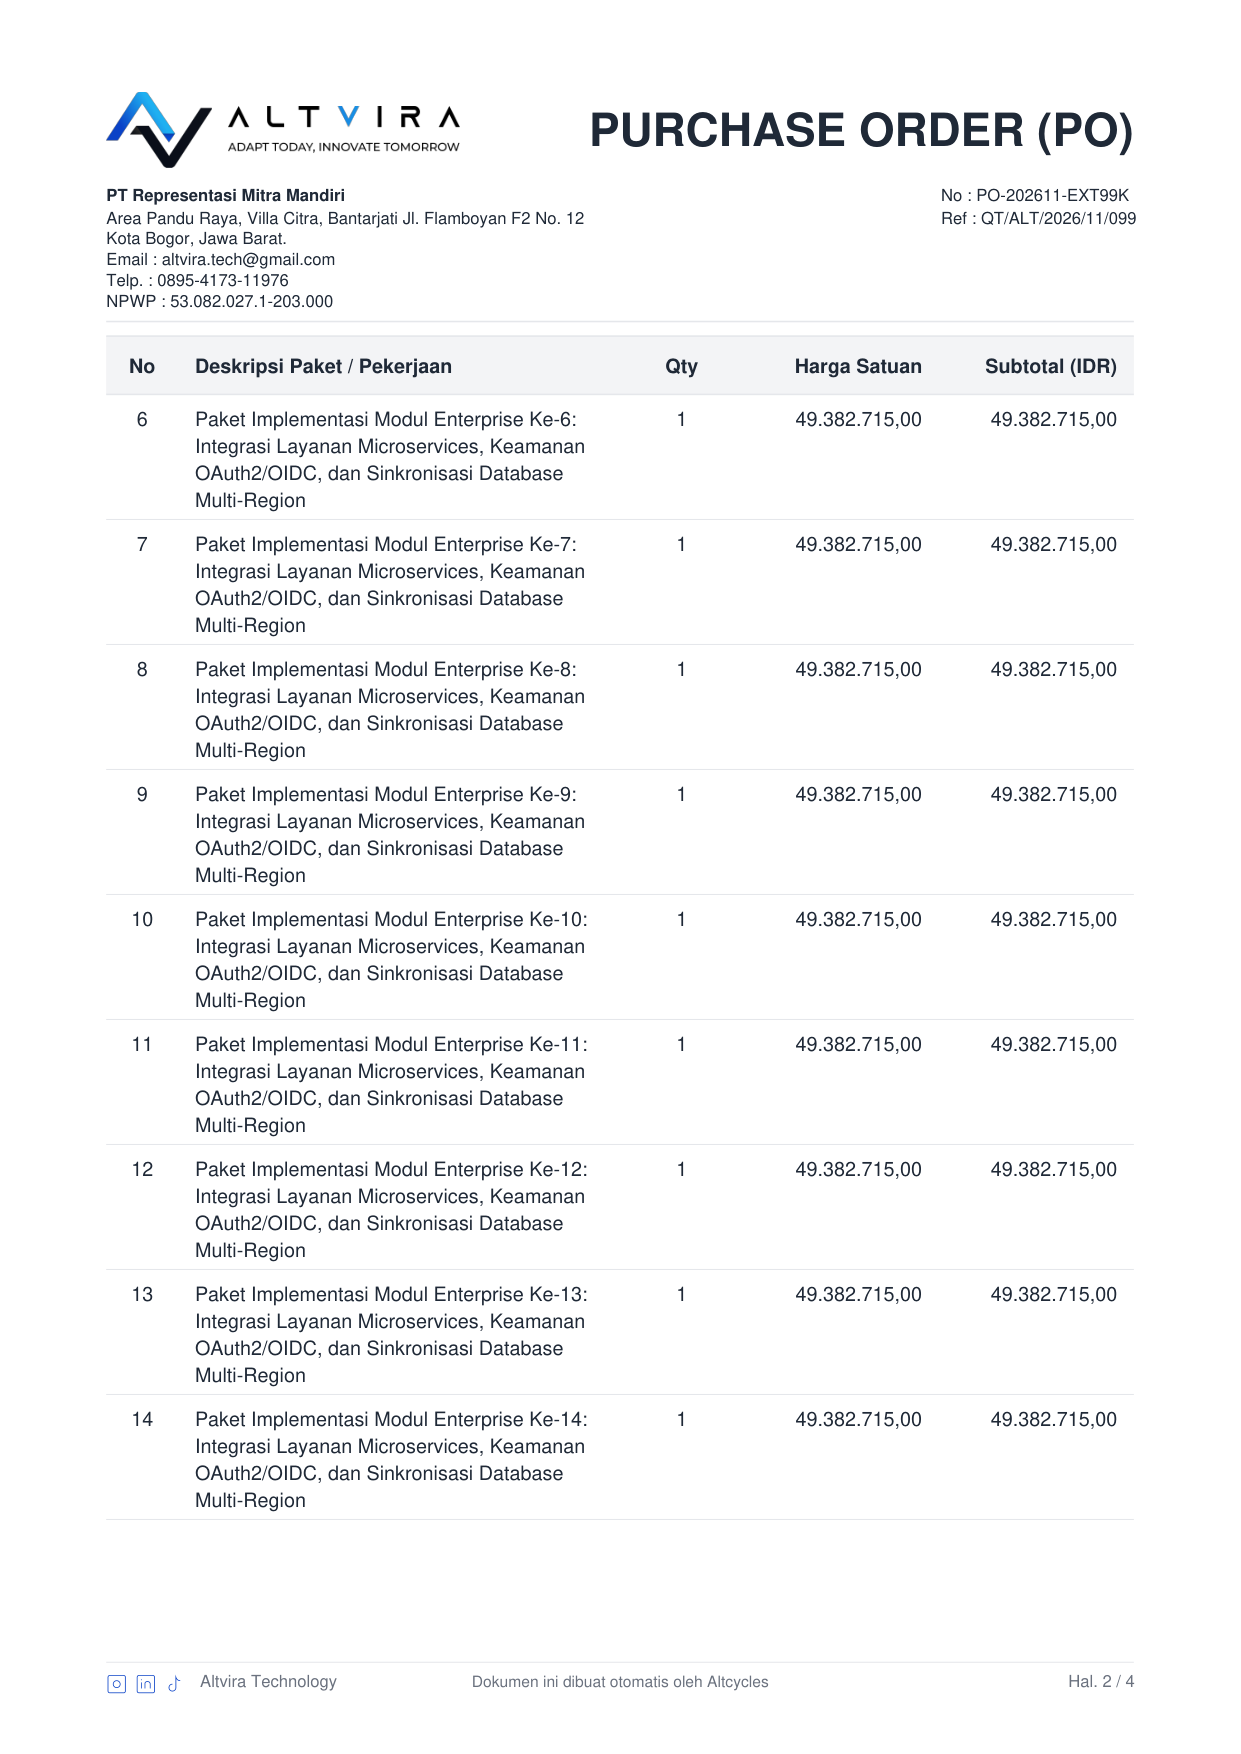 ALTVIRA
ADAPT TODAY, INNOVATE TOMORROW
PURCHASE ORDER (PO)
PT Representasi Mitra Mandiri
Area Pandu Raya, Villa Citra, Bantarjati Jl. Flamboyan F2 No. 12
Kota Bogor, Jawa Barat.
Email : altvira.tech@gmail.com
Telp. : 0895-4173-11976
NPWP : 53.082.027.1-203.000
No : PO-202611-EXT99K
Ref : QT/ALT/2026/11/099
No Deskripsi Paket / Pekerjaan Qty Harga Satuan Subtotal (IDR)
6 Paket Implementasi Modul Enterprise Ke-6: 1 49.382.715,00 49.382.715,00
Integrasi Layanan Microservices, Keamanan
OAuth2/OIDC, dan Sinkronisasi Database
Multi-Region
7 Paket Implementasi Modul Enterprise Ke-7: 1 49.382.715,00 49.382.715,00
Integrasi Layanan Microservices, Keamanan
OAuth2/OIDC, dan Sinkronisasi Database
Multi-Region
8 Paket Implementasi Modul Enterprise Ke-8: 1 49.382.715,00 49.382.715,00
Integrasi Layanan Microservices, Keamanan
OAuth2/OIDC, dan Sinkronisasi Database
Multi-Region
9 Paket Implementasi Modul Enterprise Ke-9: 1 49.382.715,00 49.382.715,00
Integrasi Layanan Microservices, Keamanan
OAuth2/OIDC, dan Sinkronisasi Database
Multi-Region
10 Paket Implementasi Modul Enterprise Ke-10: 1 49.382.715,00 49.382.715,00
Integrasi Layanan Microservices, Keamanan
OAuth2/OIDC, dan Sinkronisasi Database
Multi-Region
11 Paket Implementasi Modul Enterprise Ke-11: 1 49.382.715,00 49.382.715,00
Integrasi Layanan Microservices, Keamanan
OAuth2/OIDC, dan Sinkronisasi Database
Multi-Region
12 Paket Implementasi Modul Enterprise Ke-12: 1 49.382.715,00 49.382.715,00
Integrasi Layanan Microservices, Keamanan
OAuth2/OIDC, dan Sinkronisasi Database
Multi-Region
13 Paket Implementasi Modul Enterprise Ke-13: 1 49.382.715,00 49.382.715,00
Integrasi Layanan Microservices, Keamanan
OAuth2/OIDC, dan Sinkronisasi Database
Multi-Region
14 Paket Implementasi Modul Enterprise Ke-14: 1 49.382.715,00 49.382.715,00
Integrasi Layanan Microservices, Keamanan
OAuth2/OIDC, dan Sinkronisasi Database
Multi-Region
in Altvira Technology Dokumen ini dibuat otomatis oleh Altcycles Hal. 2 / 4